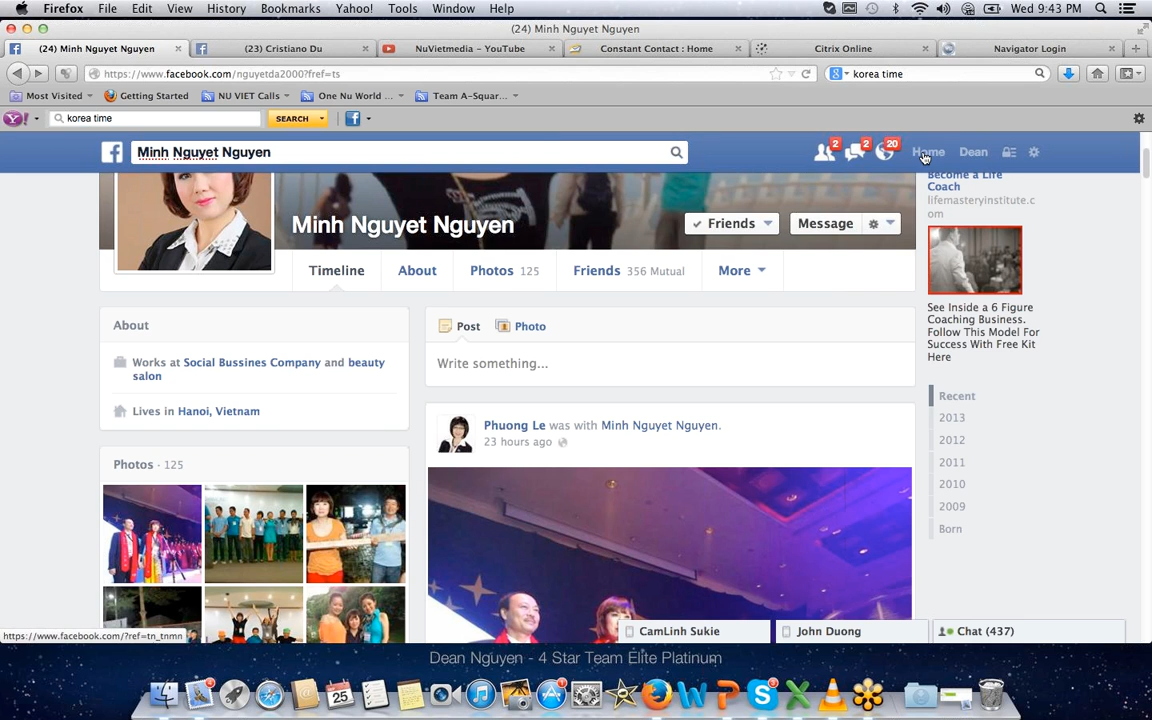 Firefox File Edit View History Bookmarks Yahoo! Tools Window Help Wed 9:43 PM
(24) Minh Nguyet Nguyen
(24) Minh Nguyet Nguyen (23) Cristiano Du NuVietmedia – YouTube Constant Contact : Home Citrix Online Navigator Login
https://www.facebook.com/nguyetda2000?fref=ts korea time
Most Visited Getting Started NU VIET Calls One Nu World ... Team A-Squar...
Y! korea time SEARCH
Minh Nguyet Nguyen 2 2 20 Home Dean
Become a Life
Coach
lifemasteryinstitute.c
om
Minh Nguyet Nguyen Friends Message
Timeline About Photos 125 Friends 356 Mutual More
See Inside a 6 Figure
Coaching Business.
Follow This Model For
Success With Free Kit
Here
About
Works at Social Bussines Company and beauty
salon
Lives in Hanoi, Vietnam
Photos · 125
Post Photo
Write something...
Phuong Le was with Minh Nguyet Nguyen.
23 hours ago
Recent
2013
2012
2011
2010
2009
Born
https://www.facebook.com/?ref=tn_tnmn
CamLinh Sukie John Duong Chat (437)
Dean Nguyen - 4 Star Team Elite Platinum
25